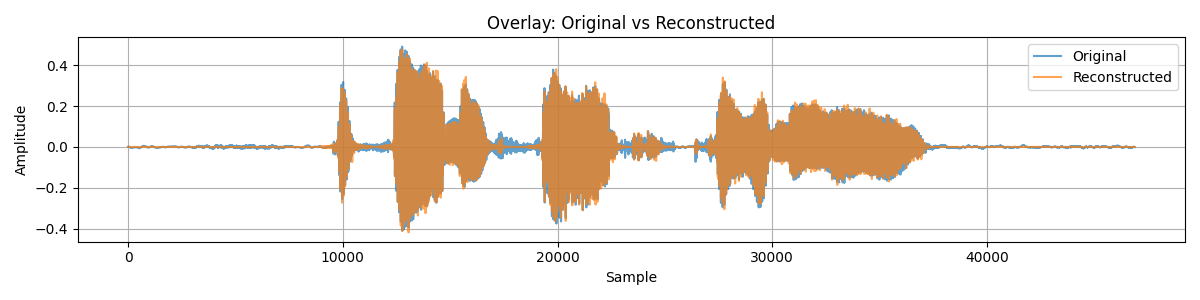 Overlay: Original vs Reconstructed
Original
Reconstructed
Amplitude
0.4
0.2
0.0
−0.2
−0.4
0 10000 20000 30000 40000
Sample